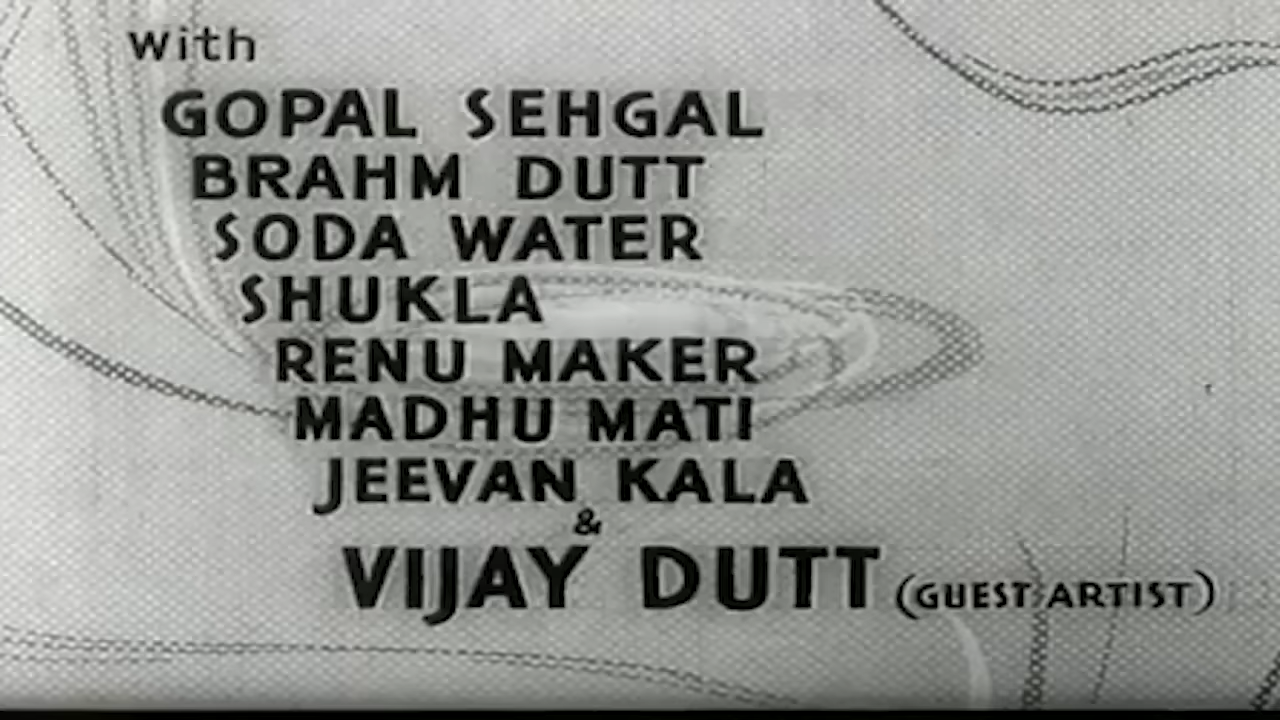 with
GOPAL SEHGAL
BRAHM DUTT
SODA WATER
SHUKLA
RENU MAKER
MADHU MATI
JEEVAN KALA
&
VIJAY DUTT (GUEST ARTIST)